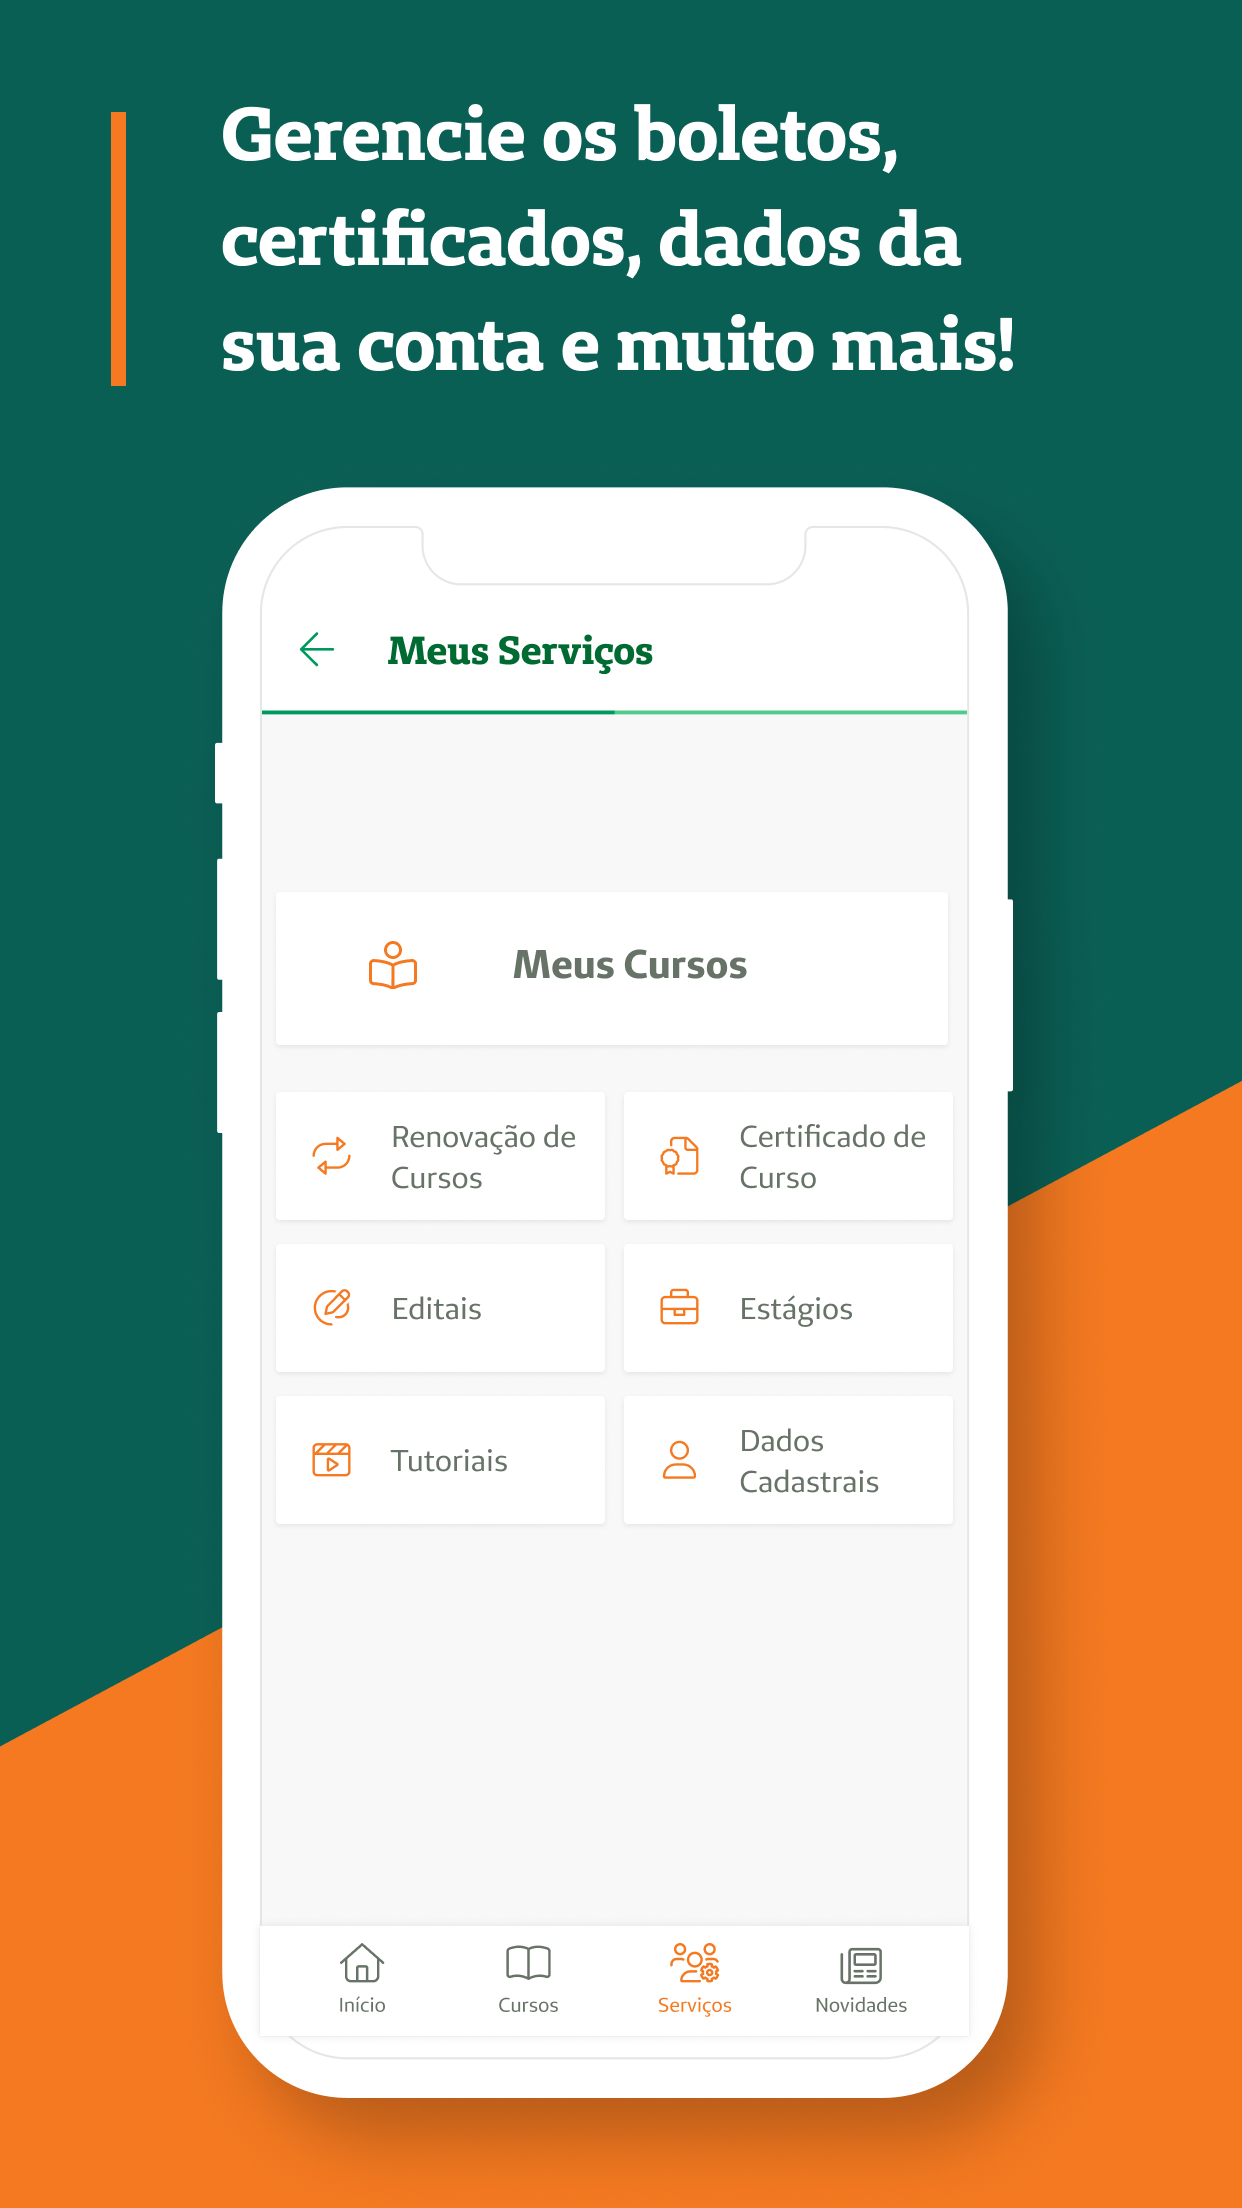 Gerencie os boletos,
certificados, dados da
sua conta e muito mais!
Meus Serviços
Meus Cursos
Renovação de
Cursos
Certificado de
Curso
Editais
Estágios
Tutoriais
Dados
Cadastrais
Início
Cursos
Serviços
Novidades